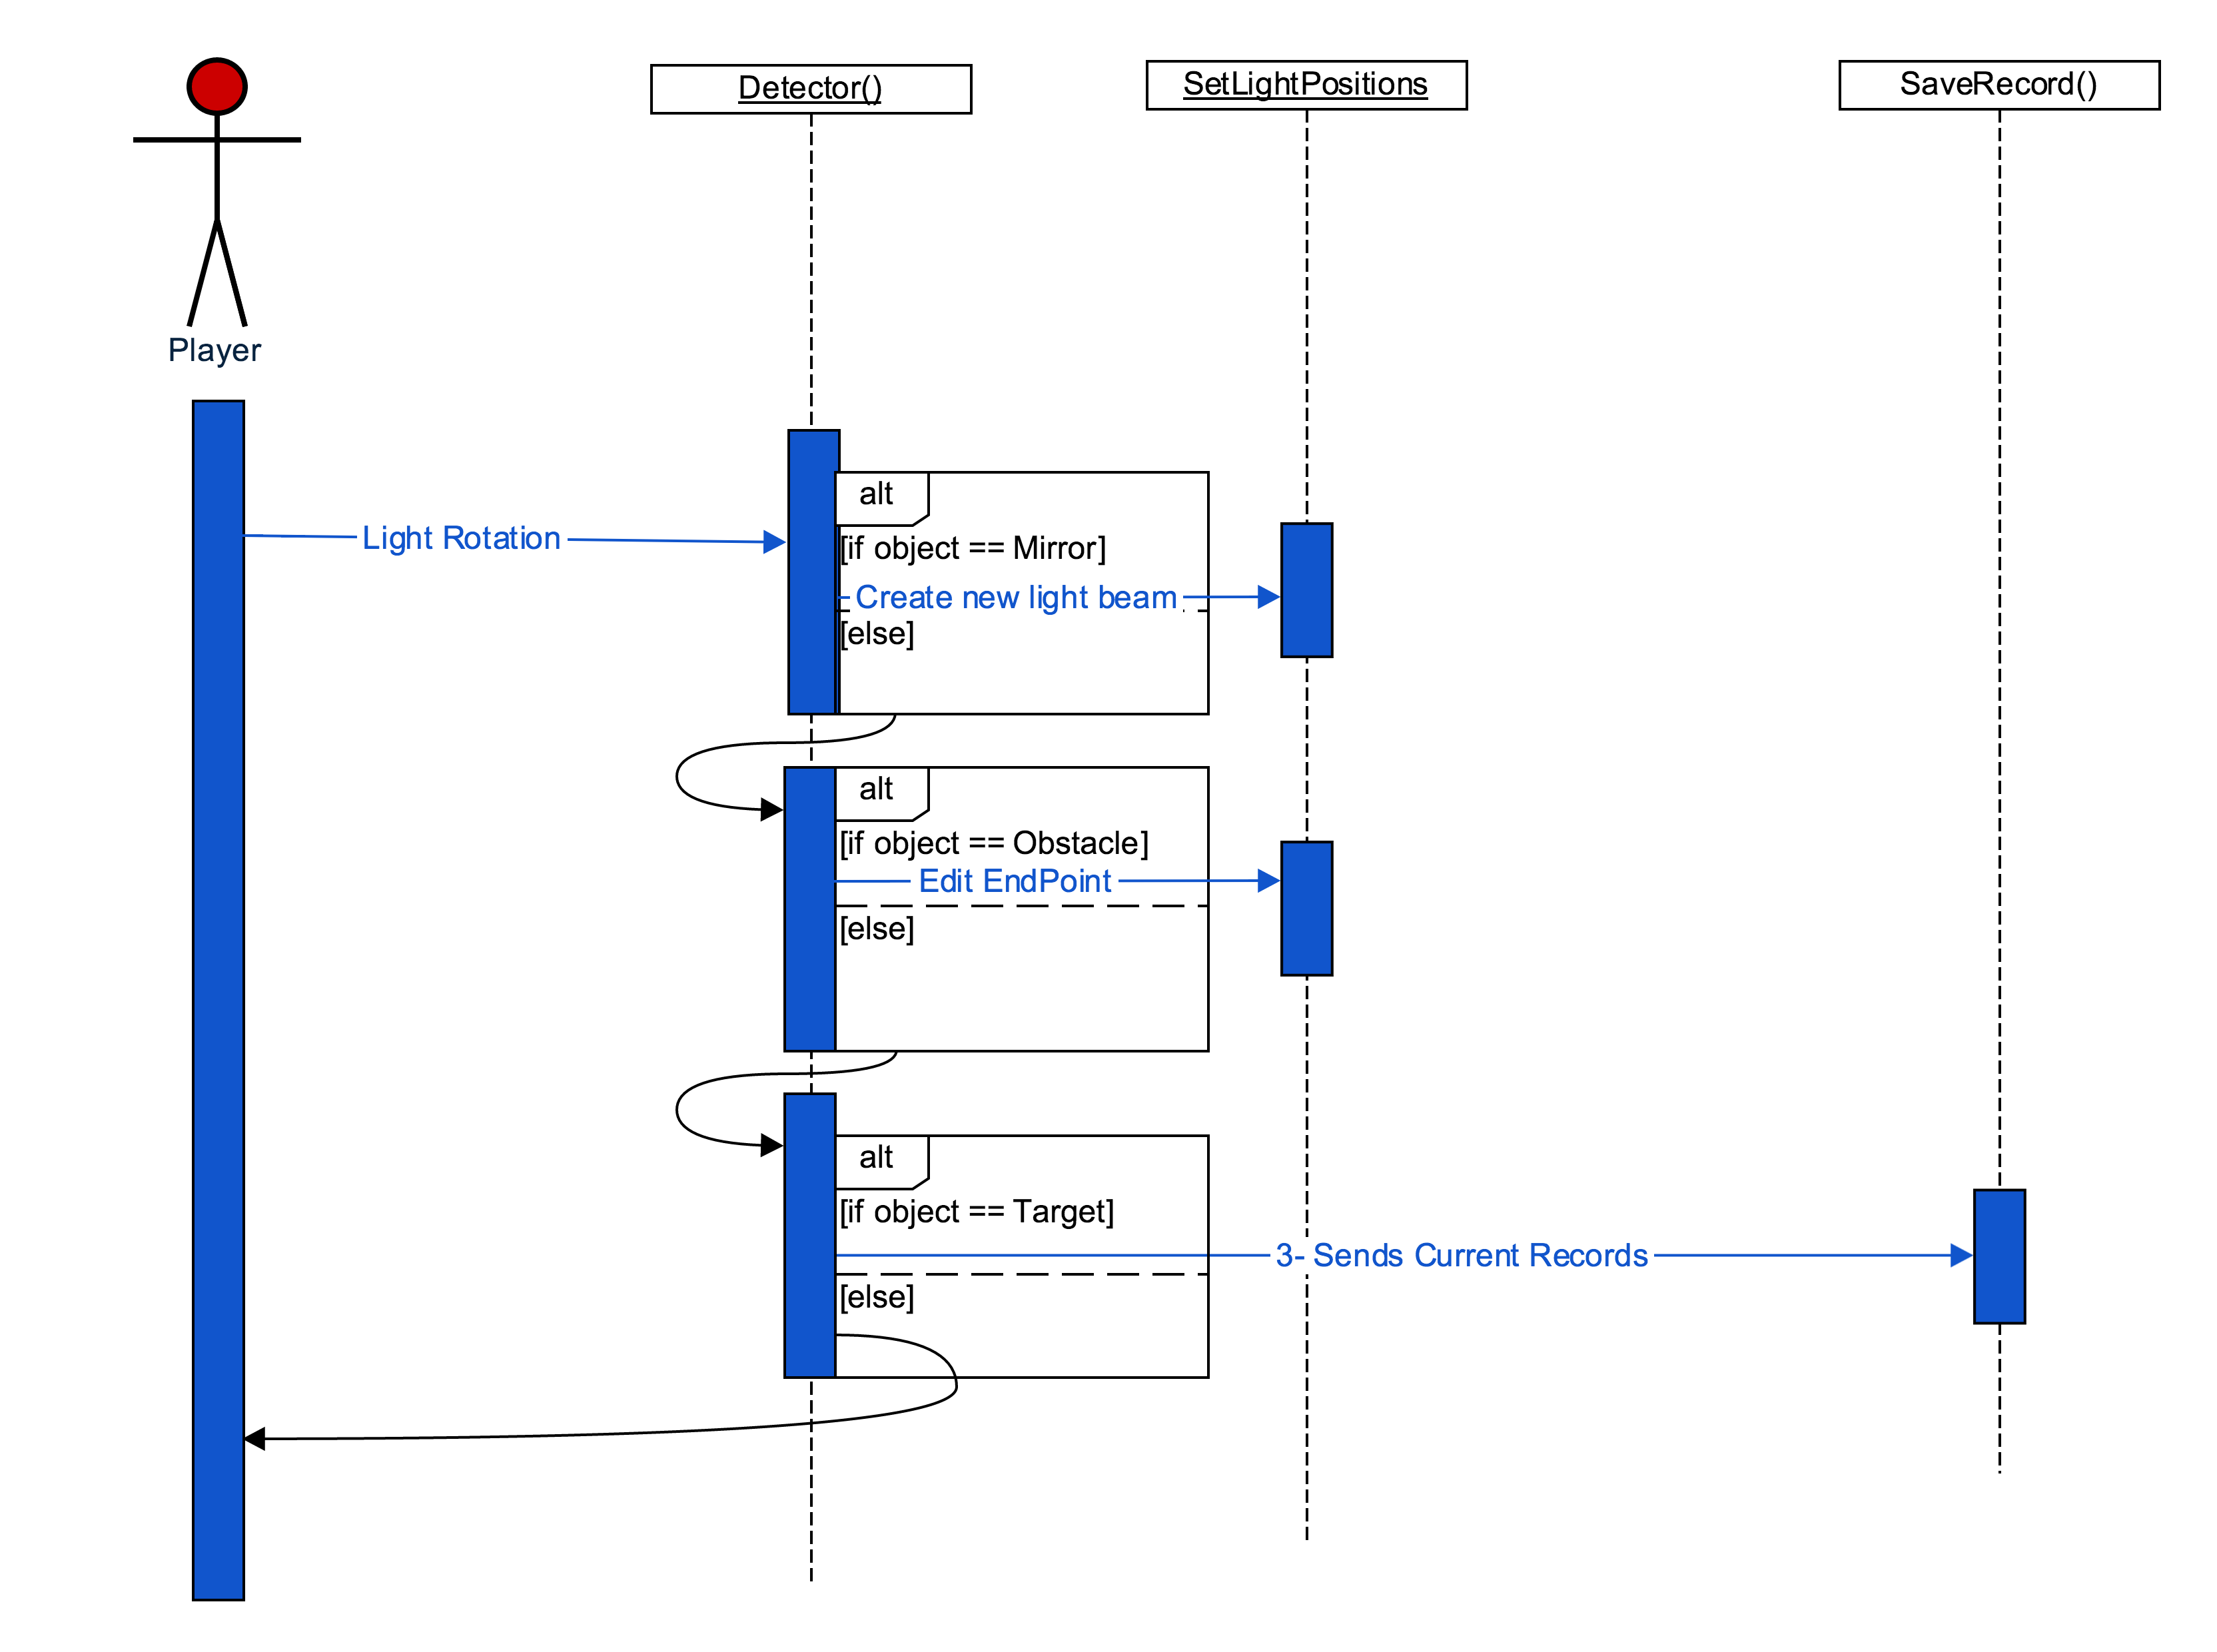 Detector()
SetLightPositions
SaveRecord()
Player
alt
Light Rotation
[if object == Mirror]
Create new light beam
[else]
alt
[if object == Obstacle]
Edit EndPoint
[else]
alt
[if object == Target]
3- Sends Current Records
[else]